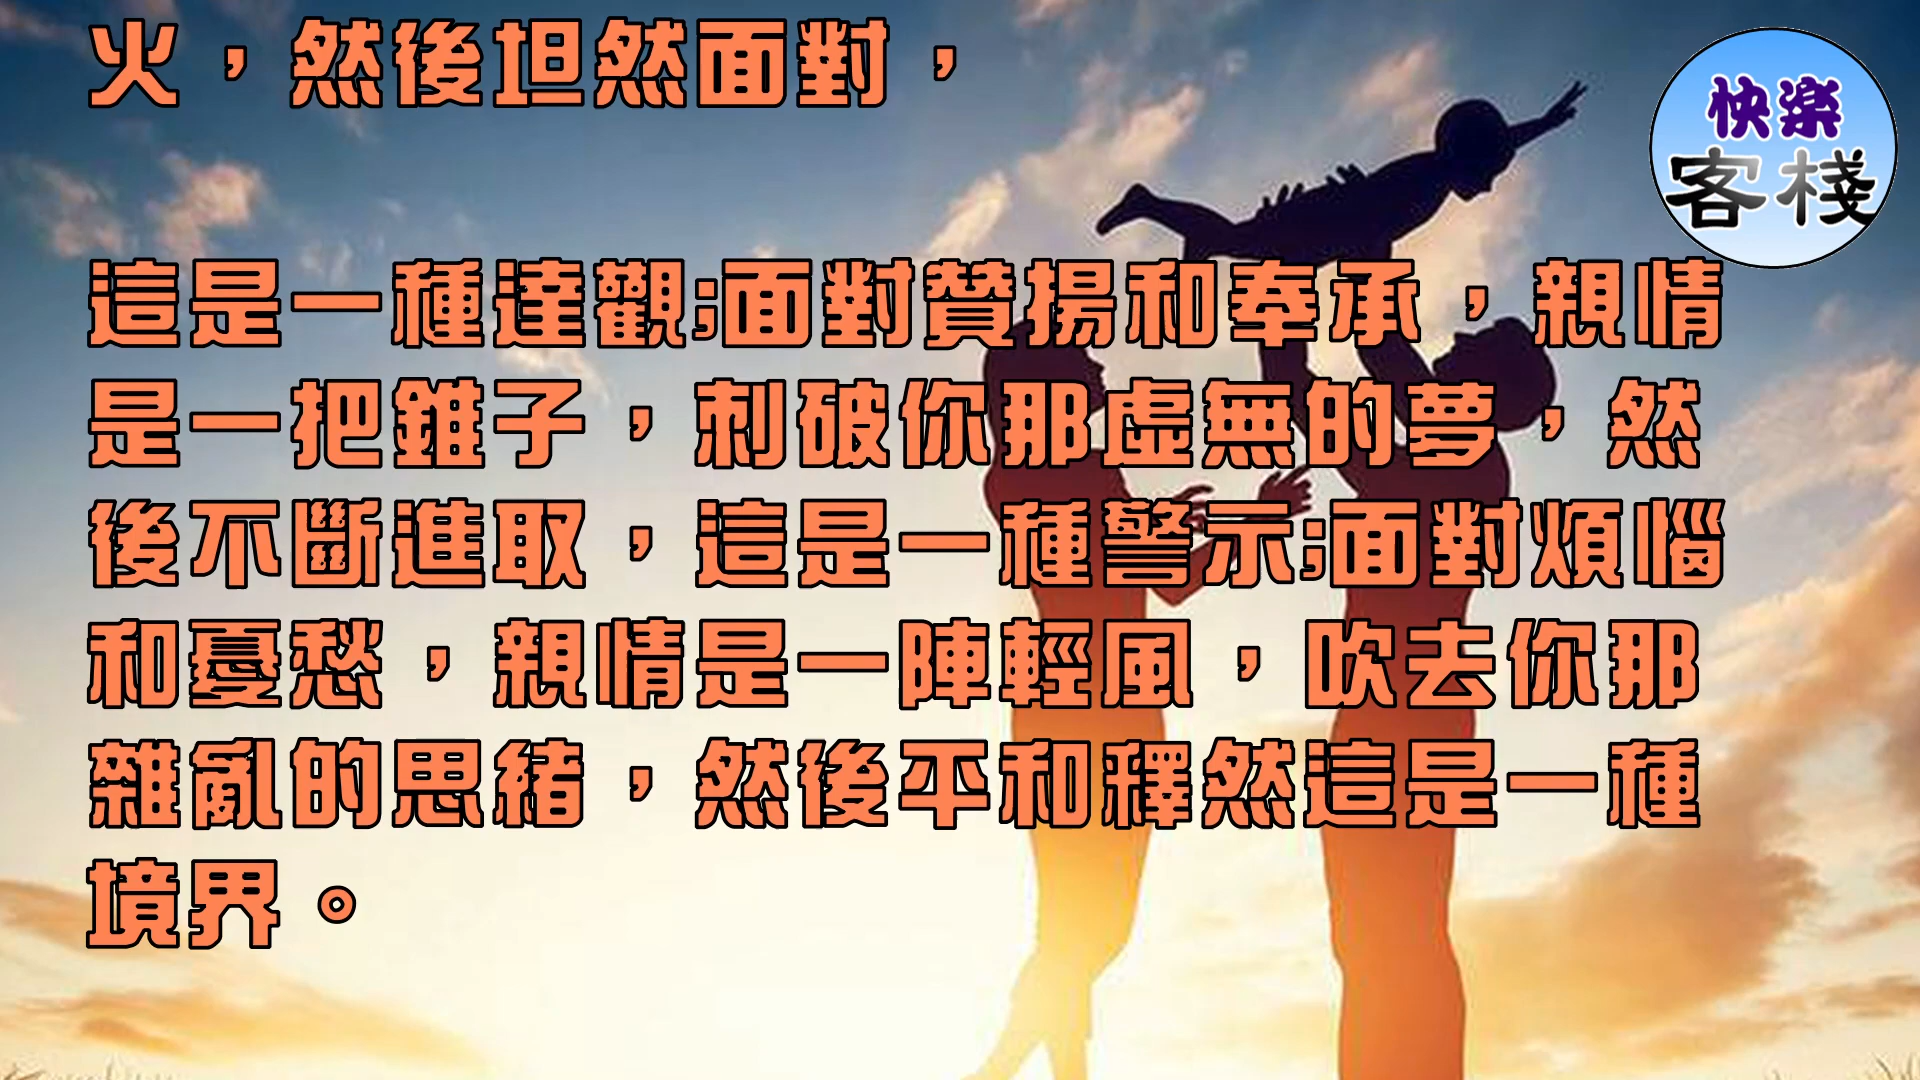 火，然後坦然面對，
快樂
客棧
這是一種達觀;面對贊揚和奉承，親情
是一把錐子，刺破你那虛無的夢，然
後不斷進取，這是一種警示;面對煩惱
和憂愁，親情是一陣輕風，吹去你那
雜亂的思緒，然後平和釋然這是一種
境界。